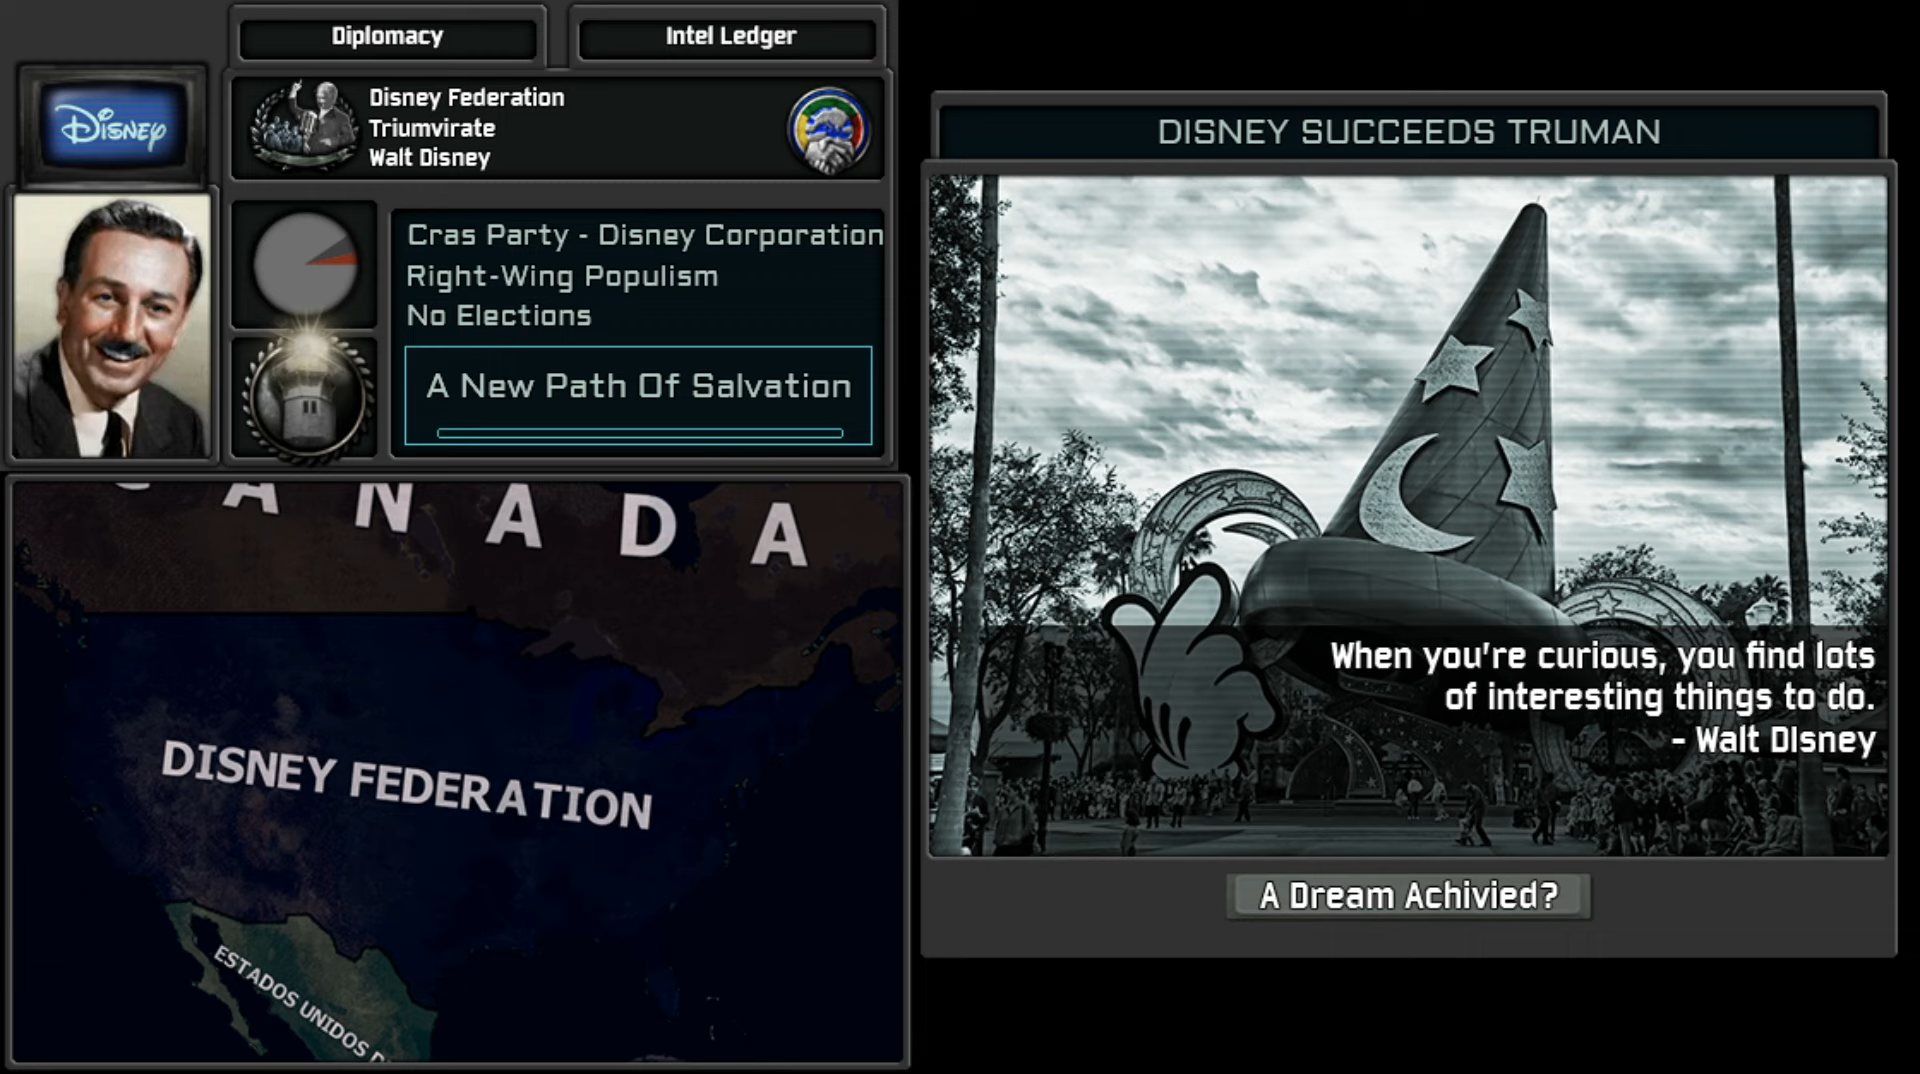 Diplomacy
Intel Ledger
Disney
Disney Federation
Triumvirate
Walt Disney
Cras Party - Disney Corporation
Right-Wing Populism
No Elections
A New Path Of Salvation
CANADA
DISNEY FEDERATION
ESTADOS UNIDOS D
DISNEY SUCCEEDS TRUMAN
When you're curious, you find lots
of interesting things to do.
- Walt DIsney
A Dream Achivied?